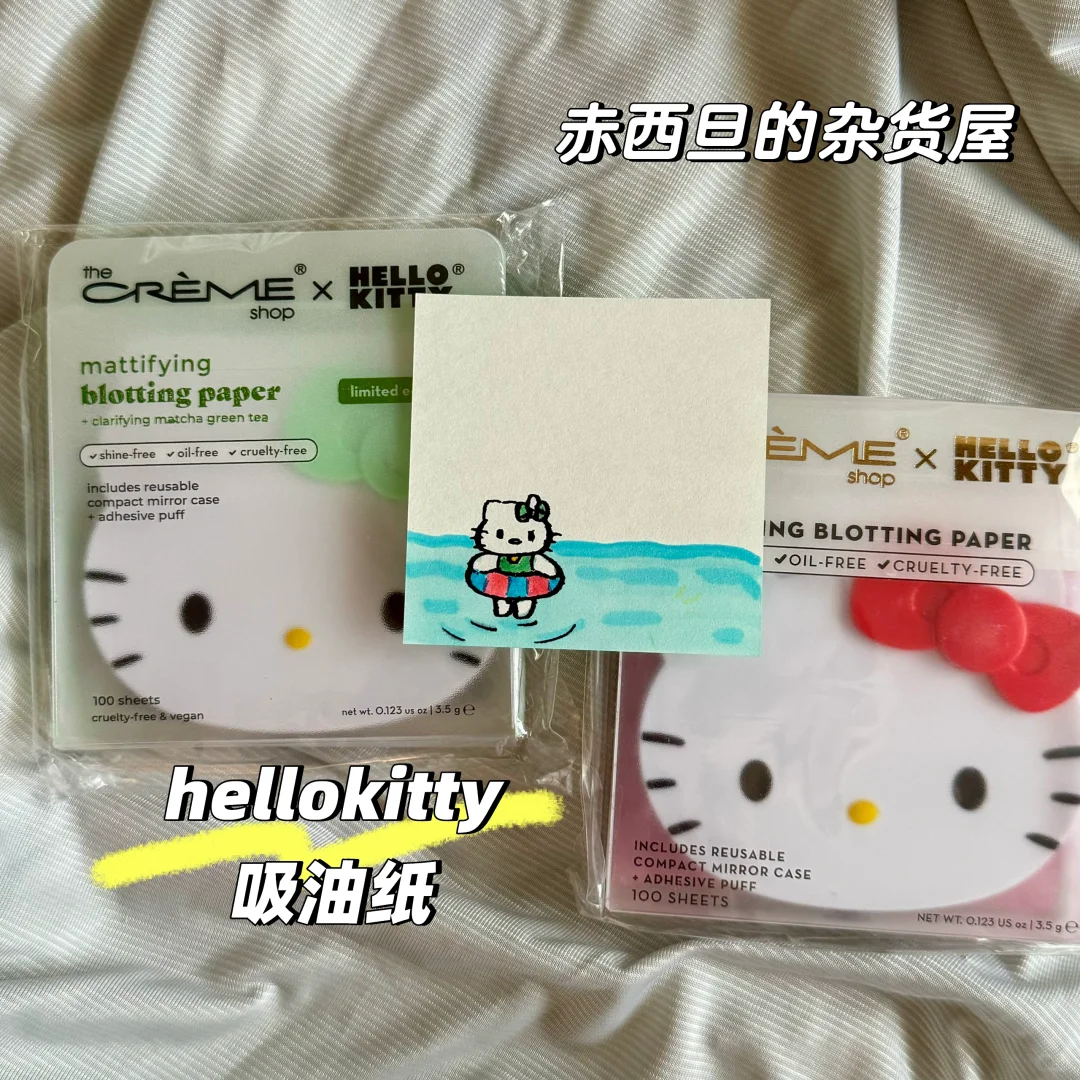 赤西旦的杂货屋
the
CRÈME® × HELLO®
shop KITTY
mattifying
blotting paper
+ clarifying matcha green tea
limited e
✓shine-free ✓oil-free ✓cruelty-free
includes reusable
compact mirror case
+ adhesive puff
100 sheets
cruelty-free & vegan
net wt. 0.123 us oz | 3.5 g ℮
ÈME® × HELLO®
shop KITTY
ING BLOTTING PAPER
✓OIL-FREE ✓CRUELTY-FREE
INCLUDES REUSABLE
COMPACT MIRROR CASE
+ ADHESIVE PUFF
100 SHEETS
NET WT. 0.123 US oz | 3.5 g ℮
hellokitty
吸油纸